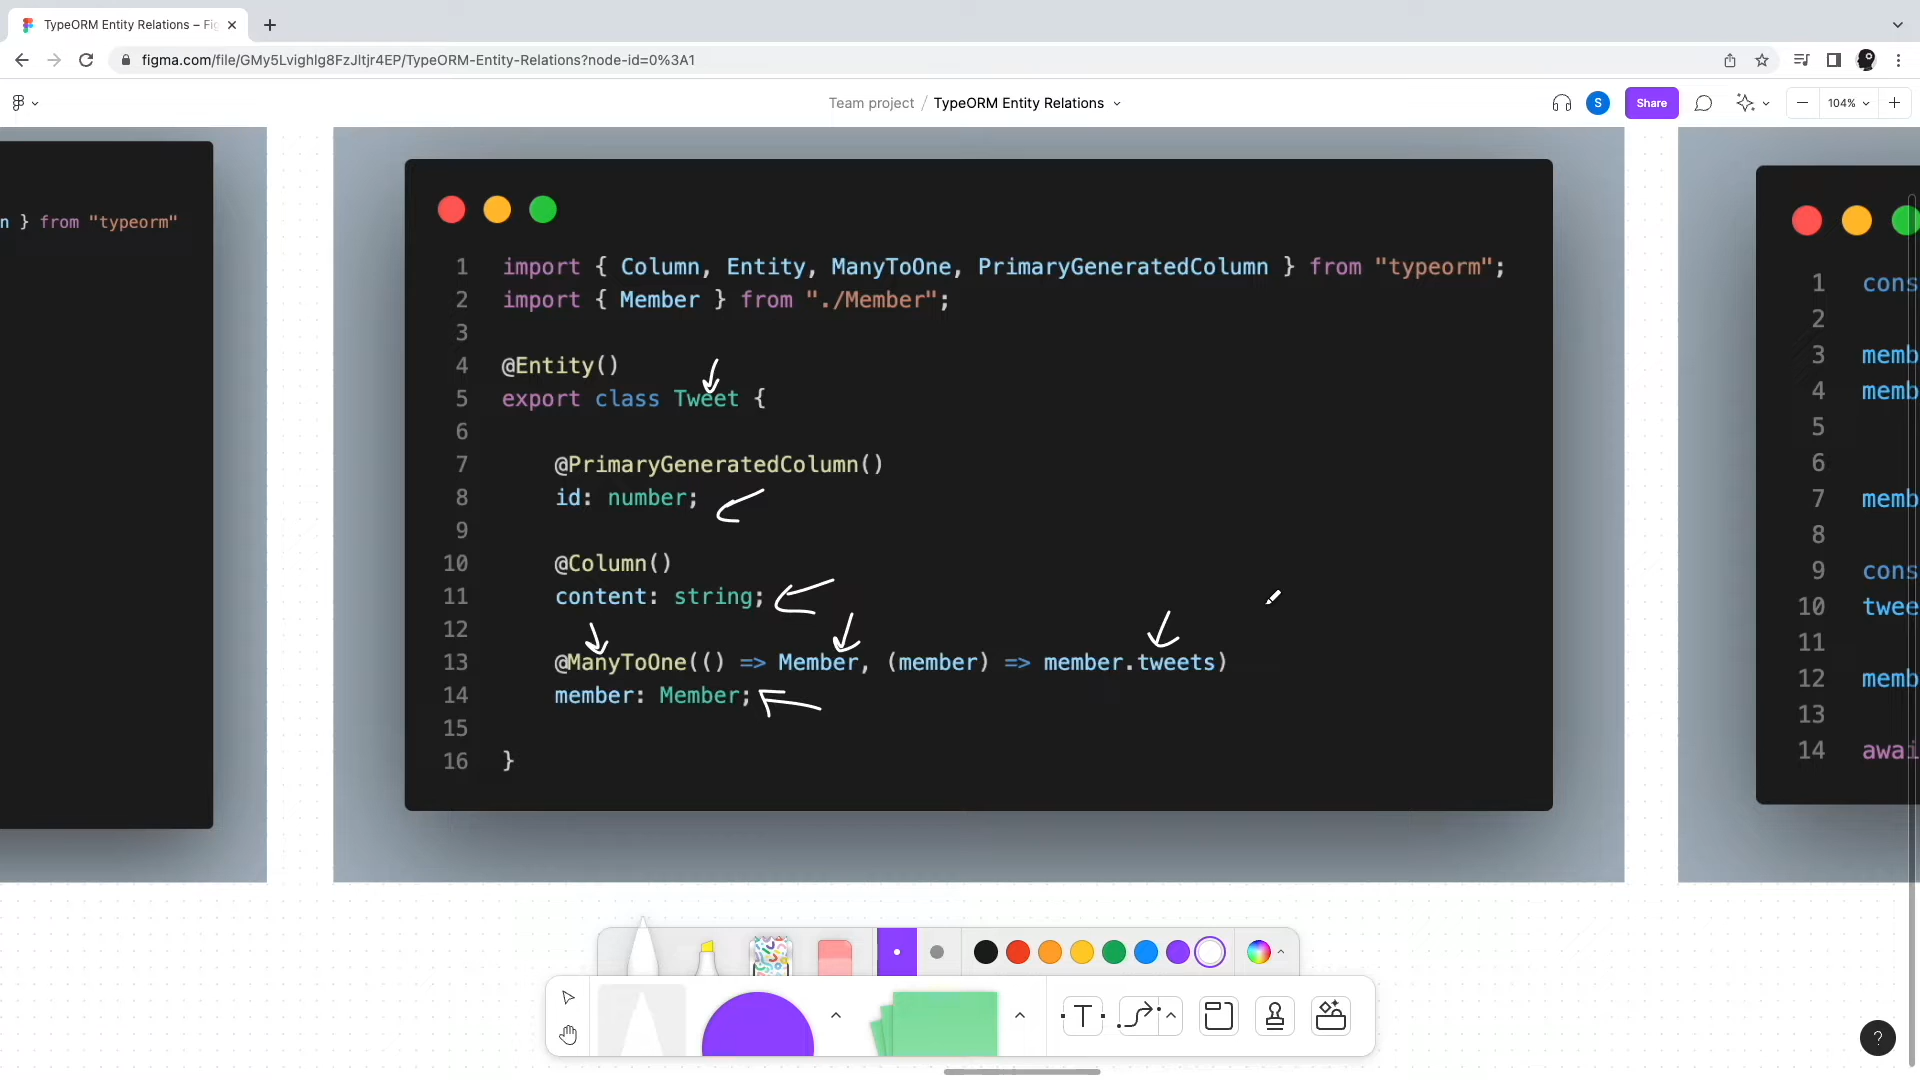 TypeORM Entity Relations – Fig
figma.com/file/GMy5Lvighlg8FzJltjr4EP/TypeORM-Entity-Relations?node-id=0%3A1
Team project / TypeORM Entity Relations
S
Share
104%
n } from "typeorm"
1 import { Column, Entity, ManyToOne, PrimaryGeneratedColumn } from "typeorm";
2 import { Member } from "./Member";
3
4 @Entity()
5 export class Tweet {
6
7 @PrimaryGeneratedColumn()
8 id: number;
9
10 @Column()
11 content: string;
12
13 @ManyToOne(() => Member, (member) => member.tweets)
14 member: Member;
15
16 }
1 cons
2
3 memb
4 memb
5
6
7 memb
8
9 cons
10 twee
11
12 memb
13
14 awai
T
?